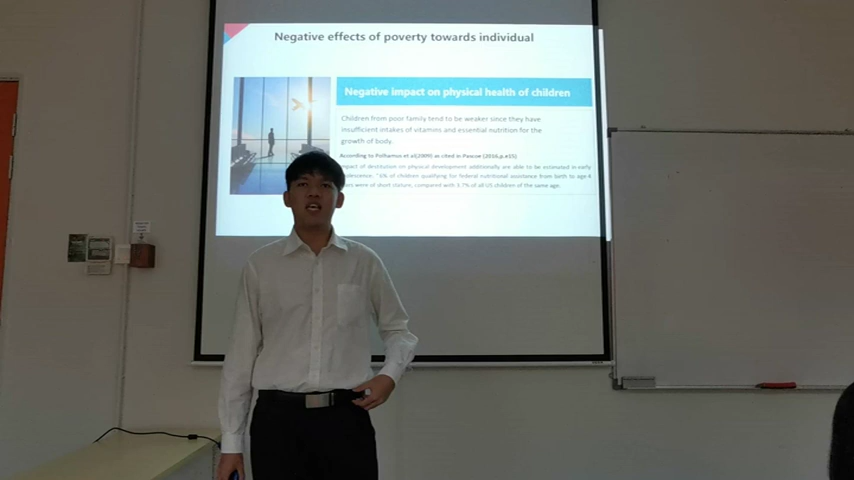 Negative effects of poverty towards individual
Negative impact on physical health of children
Children from poor family tend to be weaker since they have
insufficient intakes of vitamins and essential nutrition for the
growth of body.
According to Polhamus et al(2009) as cited in Pascoe (2016,p.e15)
impact of destitution on physical development additionally are able to be estimated in early
"6% of children qualifying for federal nutritional assistance from birth to age 4
were of short stature, compared with 3.7% of all US children of the same age.